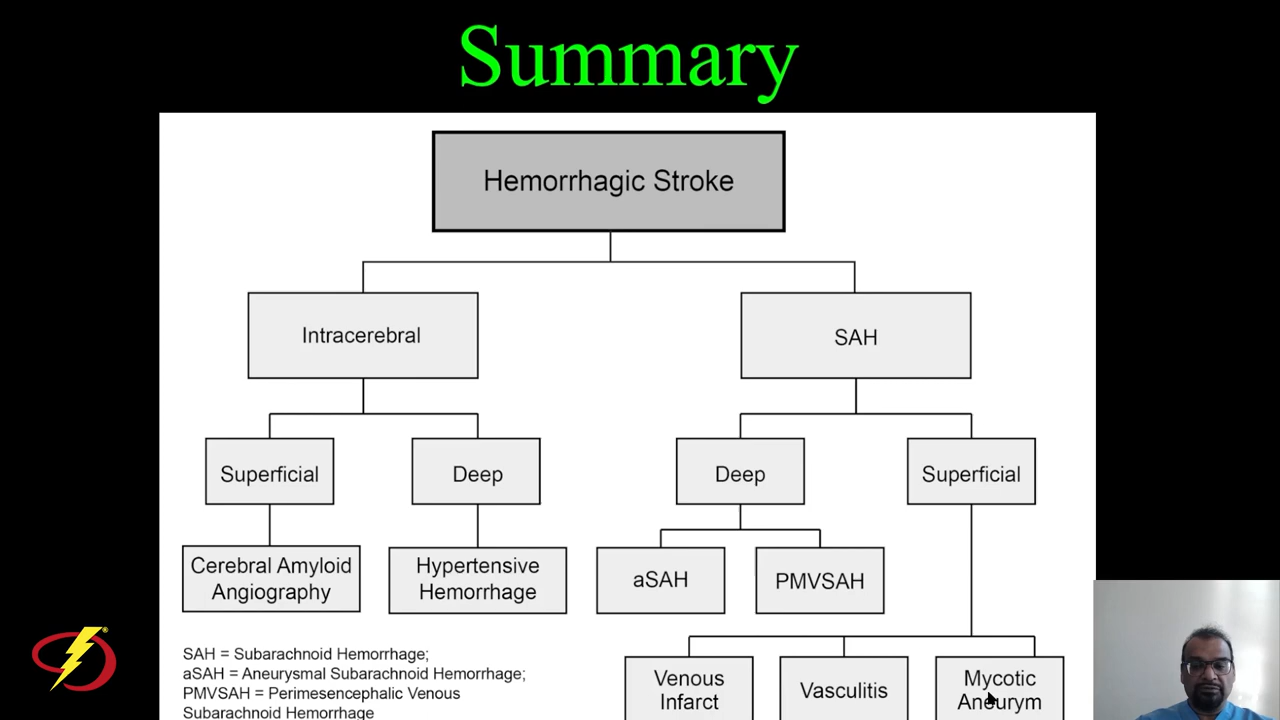 Summary
Hemorrhagic Stroke
Intracerebral
SAH
Superficial
Deep
Deep
Superficial
Cerebral Amyloid
Angiography
Hypertensive
Hemorrhage
aSAH
PMVSAH
Venous
Infarct
Vasculitis
Mycotic
Aneurym
SAH = Subarachnoid Hemorrhage;
aSAH = Aneurysmal Subarachnoid Hemorrhage;
PMVSAH = Perimesencephalic Venous
Subarachnoid Hemorrhage